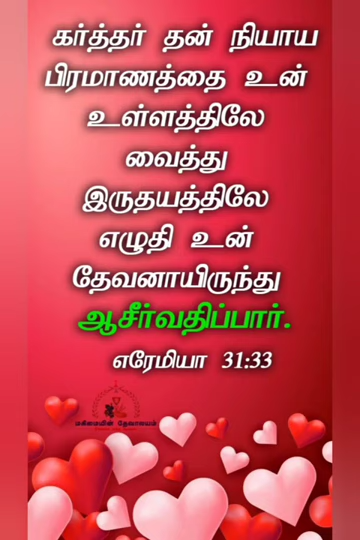 கர்த்தர் தன் நியாய
பிரமாணத்தை உன்
உள்ளத்திலே
வைத்து
இருதயத்திலே
எழுதி உன்
தேவனாயிருந்து
ஆசீர்வதிப்பார்.
எரேமியா 31:33
மகிமையின் தேவாலயம்